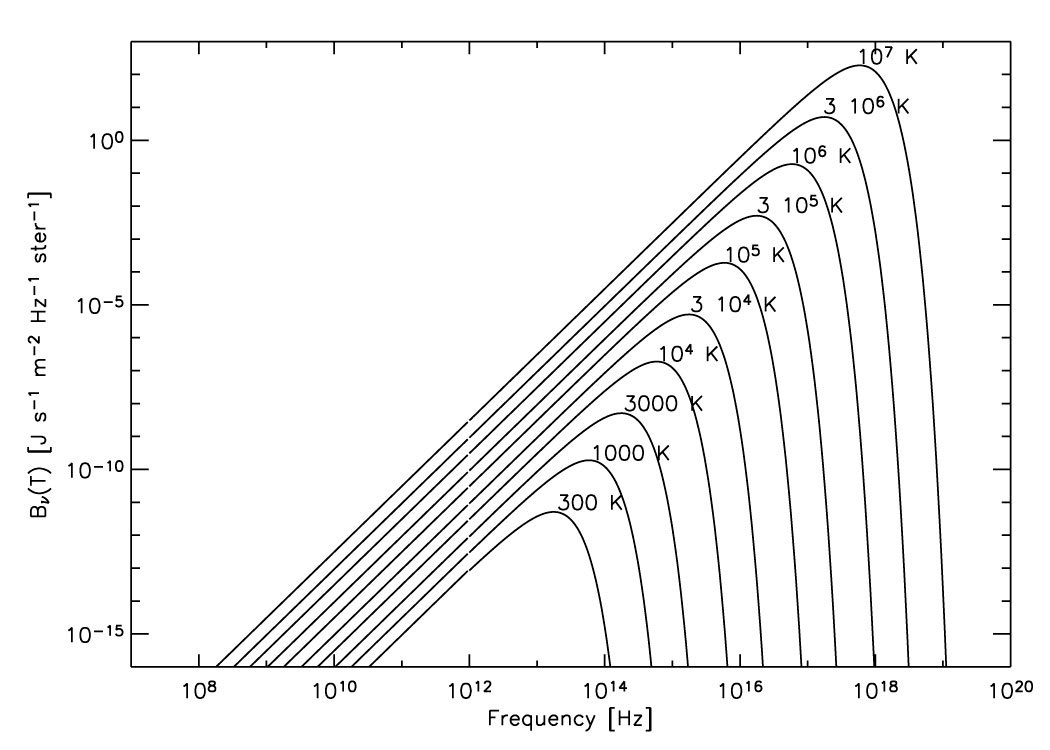 10⁷ K
3 10⁶ K
10⁶ K
3 10⁵ K
10⁵ K
3 10⁴ K
10⁴ K
3000 K
1000 K
300 K
10⁰
10⁻⁵
10⁻¹⁰
10⁻¹⁵
Bν(T) [J s⁻¹ m⁻² Hz⁻¹ ster⁻¹]
10⁸ 10¹⁰ 10¹² 10¹⁴ 10¹⁶ 10¹⁸ 10²⁰
Frequency [Hz]